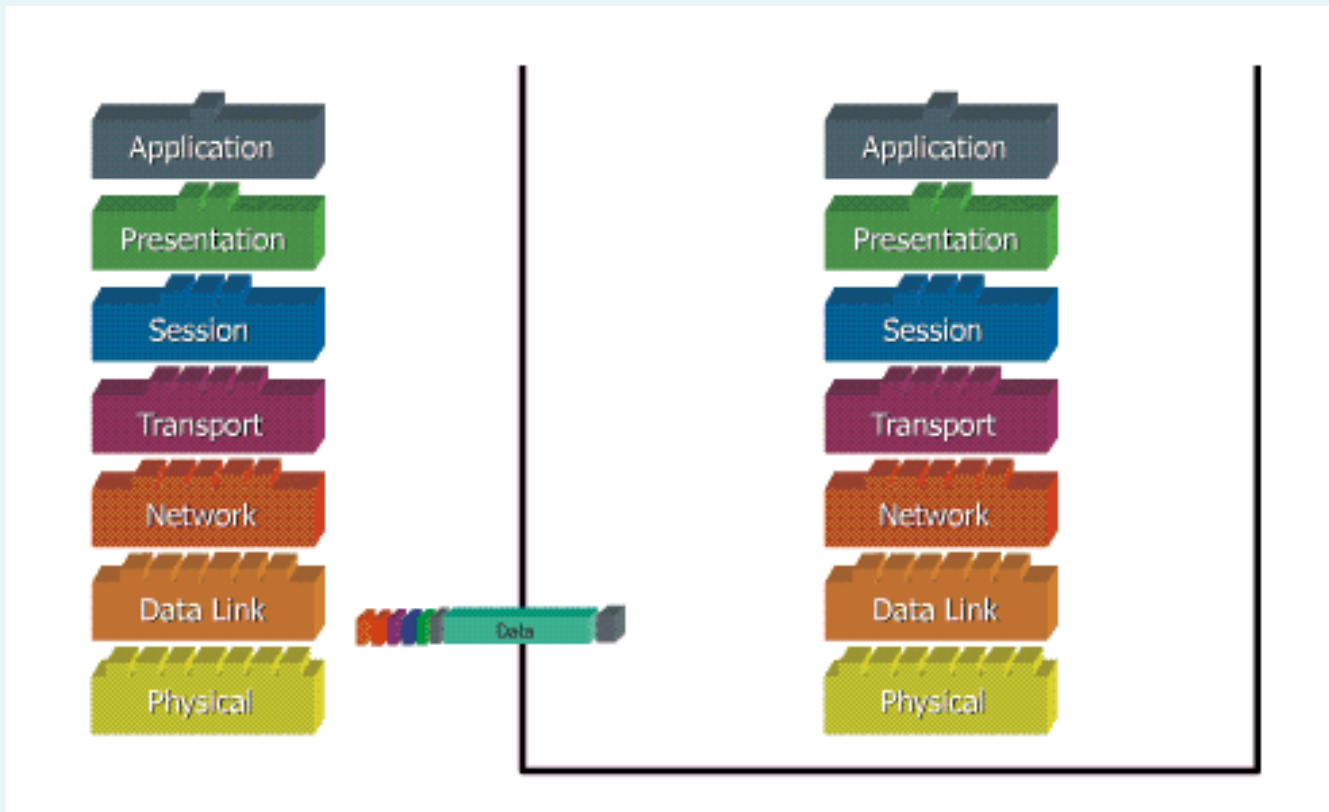 Application
Presentation
Session
Transport
Network
Data Link
Physical
Data
Application
Presentation
Session
Transport
Network
Data Link
Physical